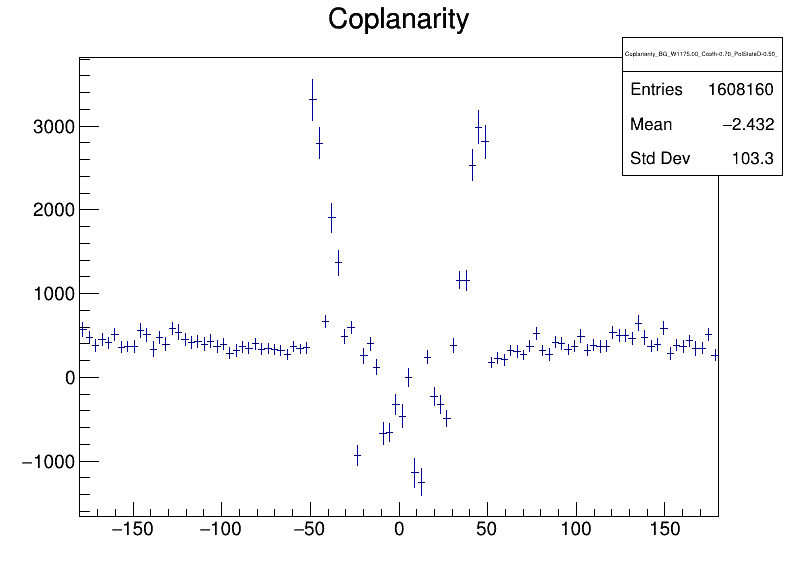 Coplanarity
Coplanarity_BG_W1175.00_Costh-0.70_PolStateD-0.50_
Entries 1608160
Mean −2.432
Std Dev 103.3
3000
2000
1000
0
−1000
−150 −100 −50 0 50 100 150